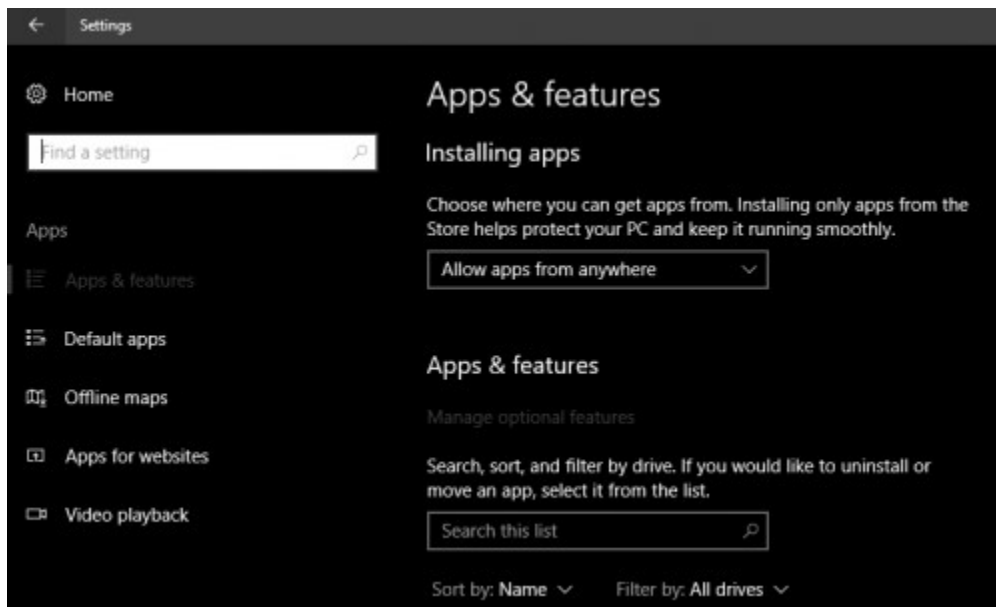 Settings
Home
Find a setting
Apps
Apps & features
Default apps
Offline maps
Apps for websites
Video playback
Apps & features
Installing apps
Choose where you can get apps from. Installing only apps from the
Store helps protect your PC and keep it running smoothly.
Allow apps from anywhere
Apps & features
Manage optional features
Search, sort, and filter by drive. If you would like to uninstall or
move an app, select it from the list.
Search this list
Sort by: Name Filter by: All drives